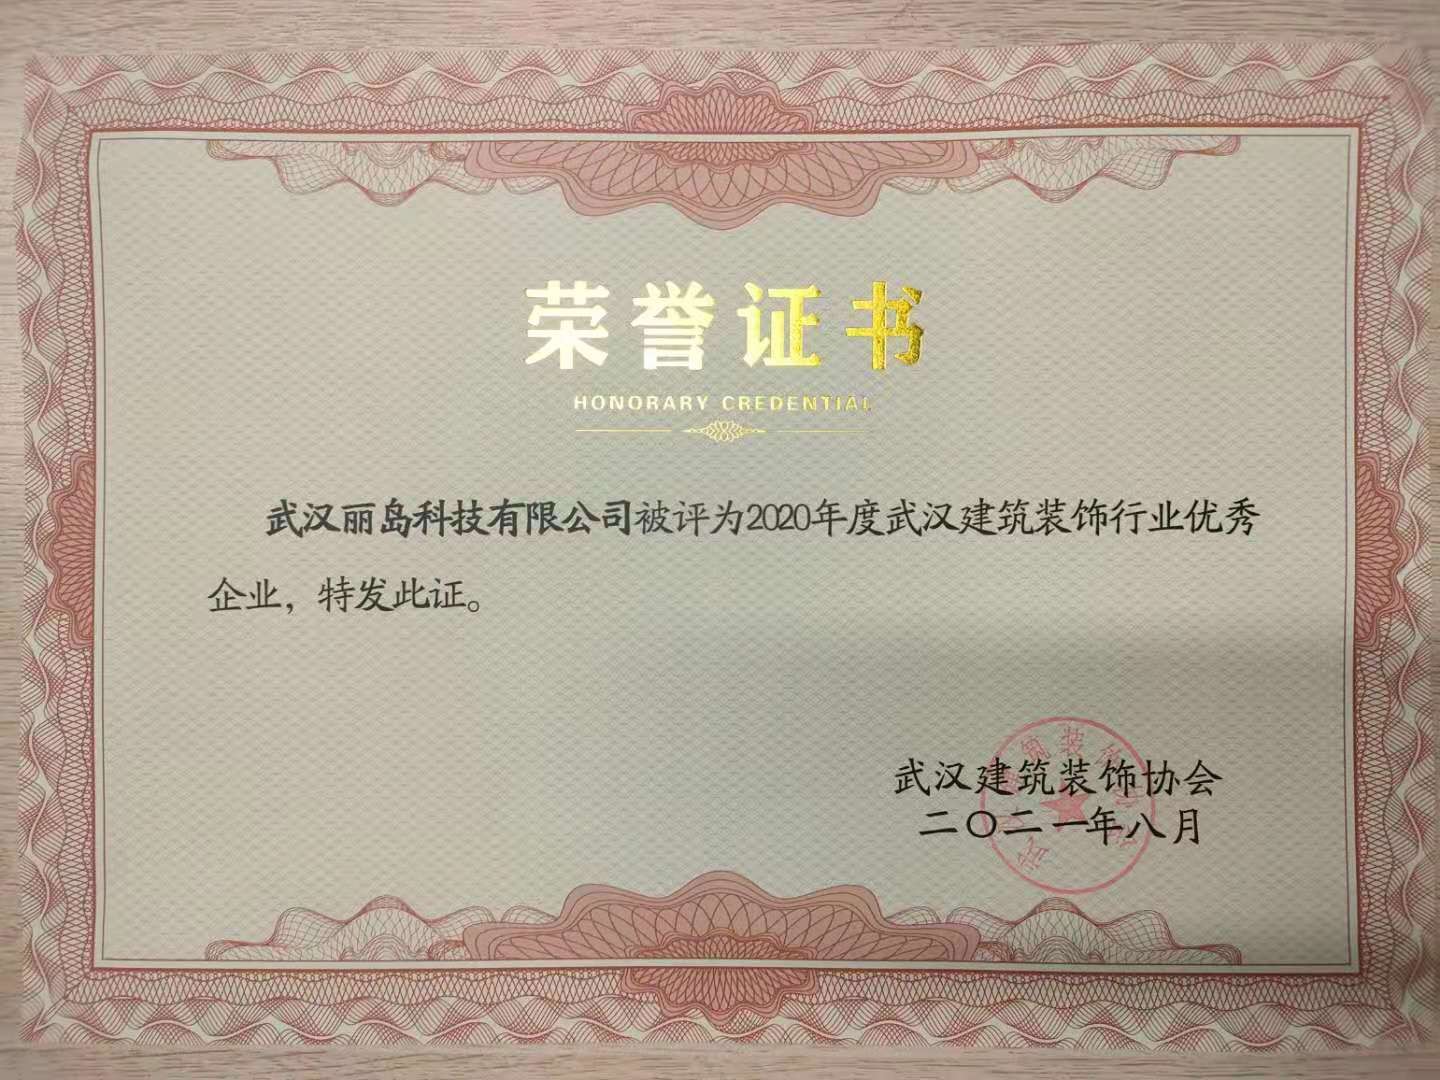 荣誉证书
HONORARY CREDENTIAL
武汉丽岛科技有限公司被评为2020年度武汉建筑装饰行业优秀
企业，特发此证。
武汉建筑装饰协会
二〇二一年八月